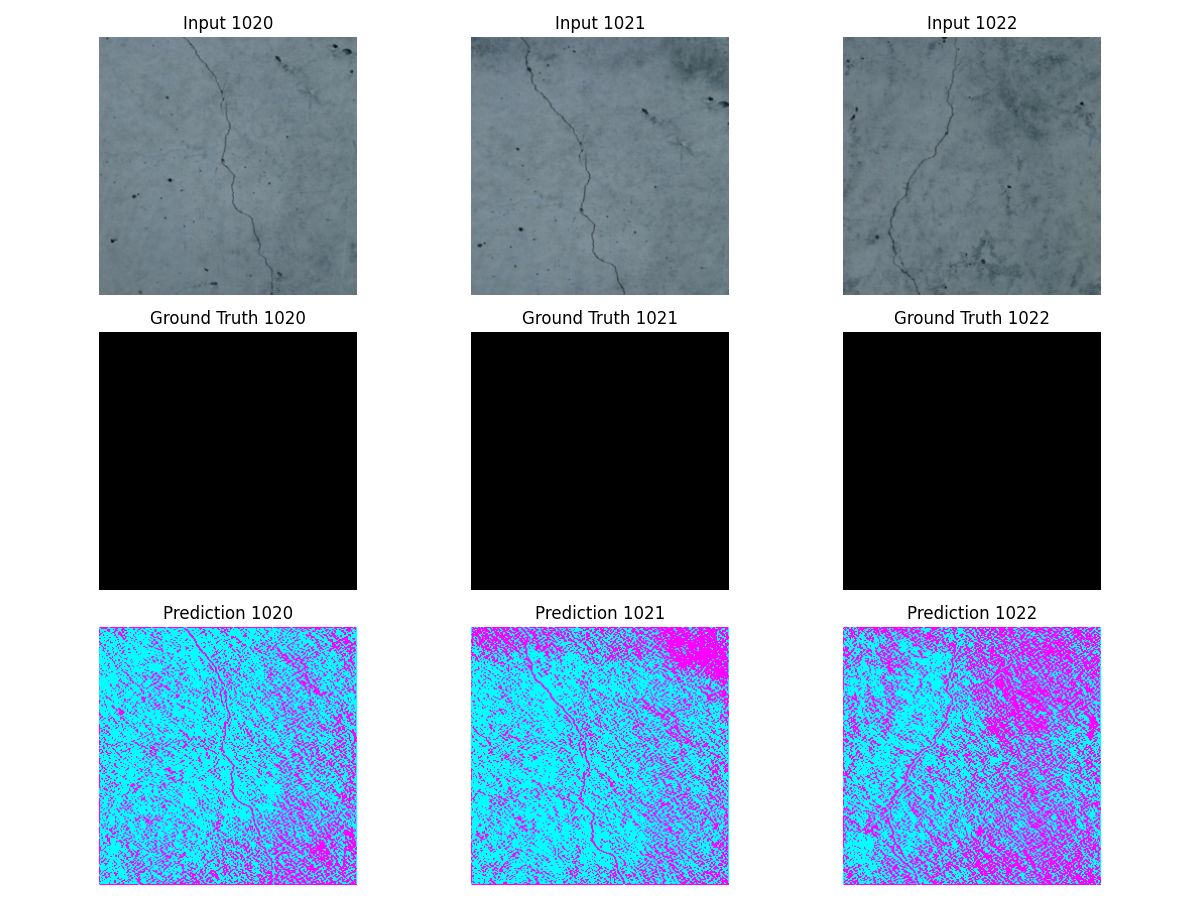 Input 1020
Input 1021
Input 1022
Ground Truth 1020
Ground Truth 1021
Ground Truth 1022
Prediction 1020
Prediction 1021
Prediction 1022